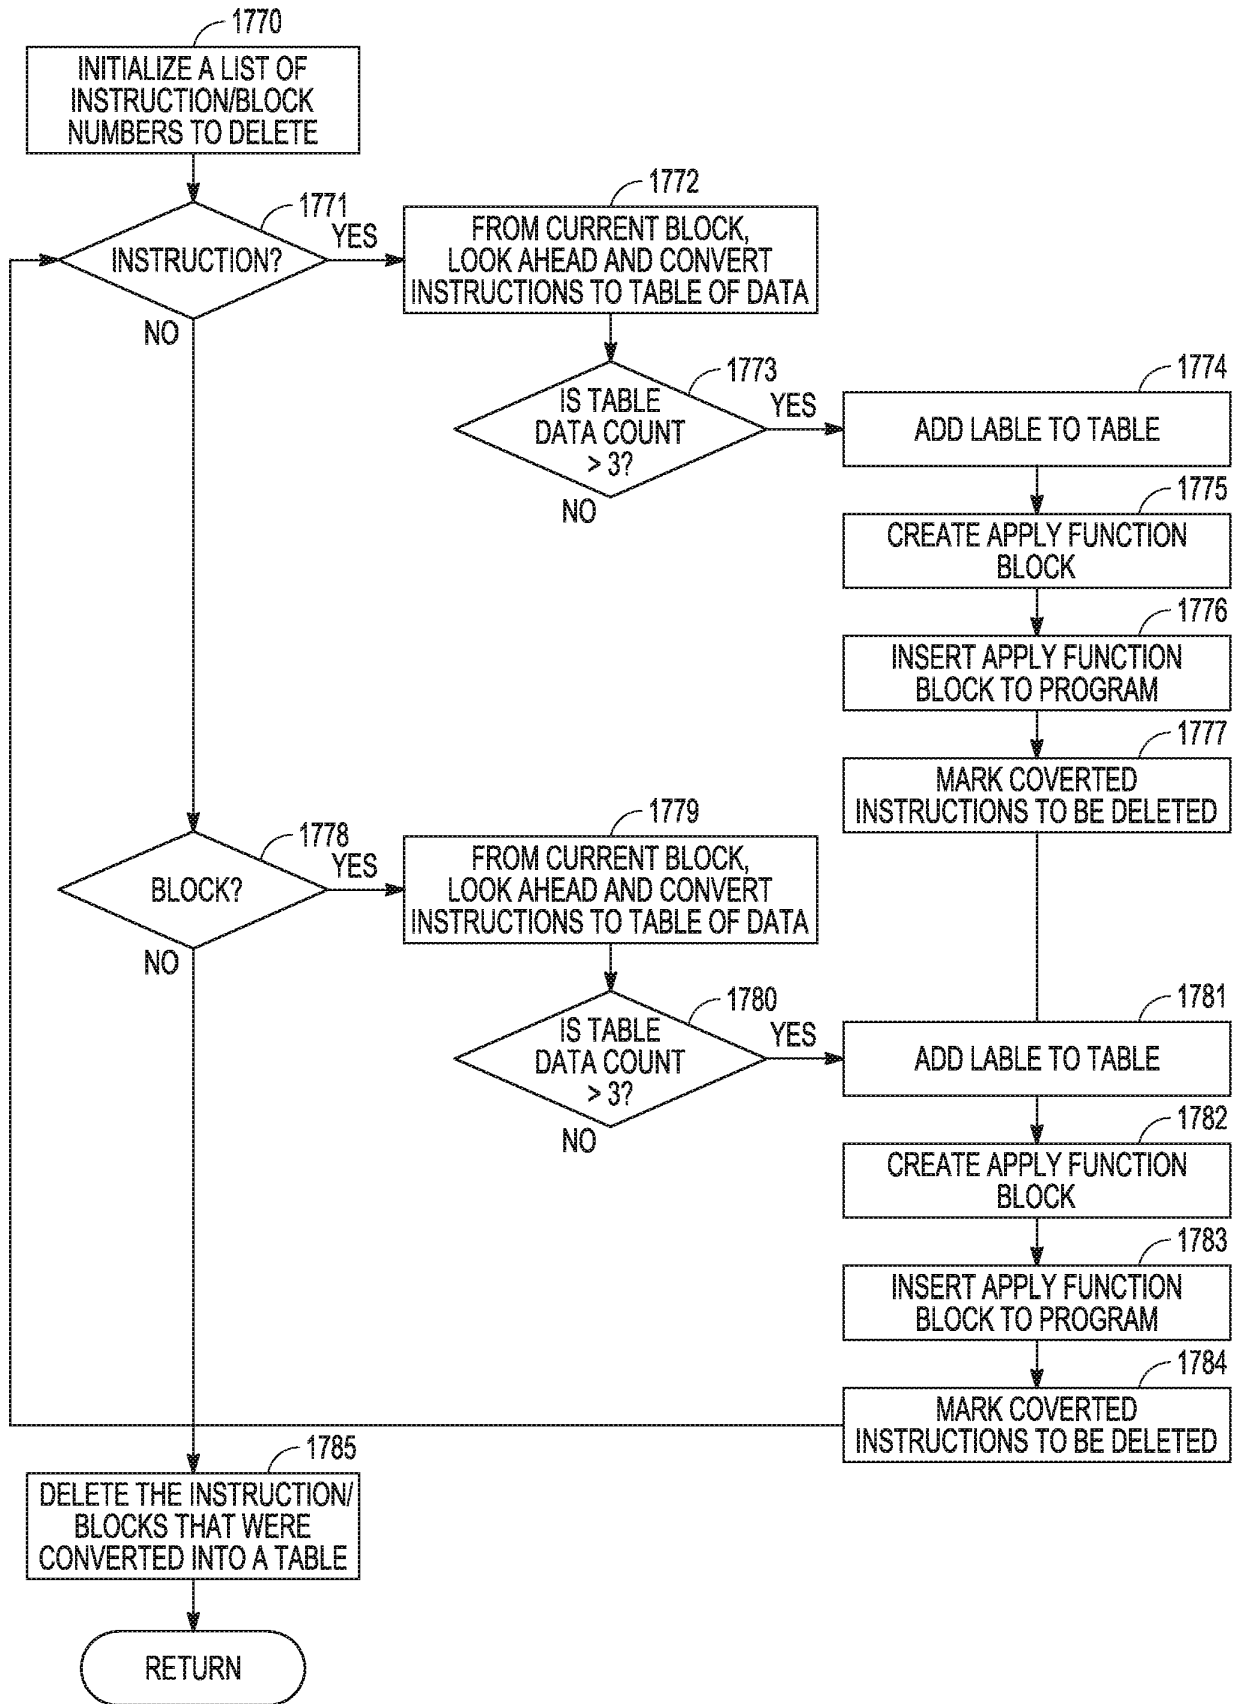 1770
INITIALIZE A LIST OF
INSTRUCTION/BLOCK
NUMBERS TO DELETE
1771
INSTRUCTION?
YES
NO
1772
FROM CURRENT BLOCK,
LOOK AHEAD AND CONVERT
INSTRUCTIONS TO TABLE OF DATA
1773
IS TABLE
DATA COUNT
> 3?
YES
NO
1774
ADD LABLE TO TABLE
1775
CREATE APPLY FUNCTION
BLOCK
1776
INSERT APPLY FUNCTION
BLOCK TO PROGRAM
1777
MARK COVERTED
INSTRUCTIONS TO BE DELETED
1778
BLOCK?
YES
NO
1779
FROM CURRENT BLOCK,
LOOK AHEAD AND CONVERT
INSTRUCTIONS TO TABLE OF DATA
1780
IS TABLE
DATA COUNT
> 3?
YES
NO
1781
ADD LABLE TO TABLE
1782
CREATE APPLY FUNCTION
BLOCK
1783
INSERT APPLY FUNCTION
BLOCK TO PROGRAM
1784
MARK COVERTED
INSTRUCTIONS TO BE DELETED
1785
DELETE THE INSTRUCTION/
BLOCKS THAT WERE
CONVERTED INTO A TABLE
RETURN